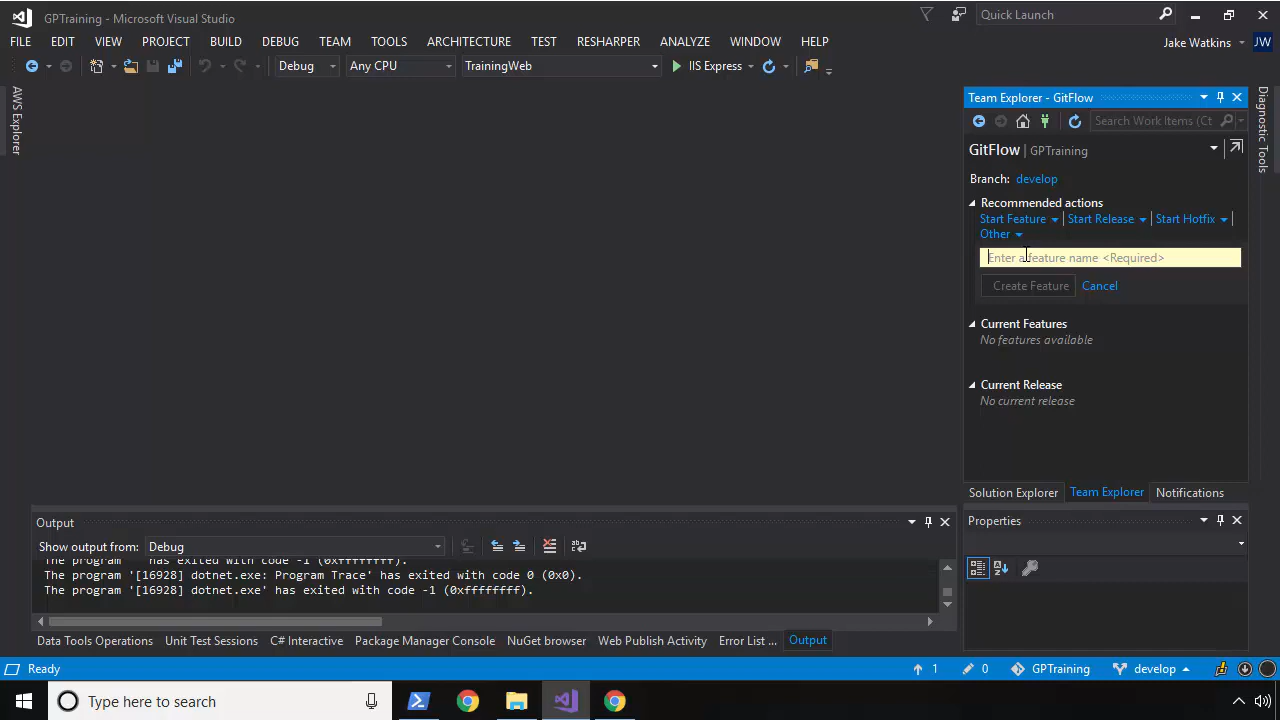 GPTraining - Microsoft Visual Studio
Quick Launch
FILE EDIT VIEW PROJECT BUILD DEBUG TEAM TOOLS ARCHITECTURE TEST RESHARPER ANALYZE WINDOW HELP
Jake Watkins JW
Debug Any CPU TrainingWeb IIS Express
AWS Explorer
Team Explorer - GitFlow
Search Work Items (Ct
GitFlow | GPTraining
Branch: develop
Recommended actions
Start Feature | Start Release | Start Hotfix |
Other
Enter a feature name <Required>
Create Feature Cancel
Current Features
No features available
Current Release
No current release
Diagnostic Tools
Solution Explorer Team Explorer Notifications
Properties
Output
Show output from: Debug
The program '[16928] dotnet.exe: Program Trace' has exited with code 0 (0x0).
The program '[16928] dotnet.exe' has exited with code -1 (0xffffffff).
Data Tools Operations Unit Test Sessions C# Interactive Package Manager Console NuGet browser Web Publish Activity Error List ... Output
Ready
1 0 GPTraining develop
Type here to search